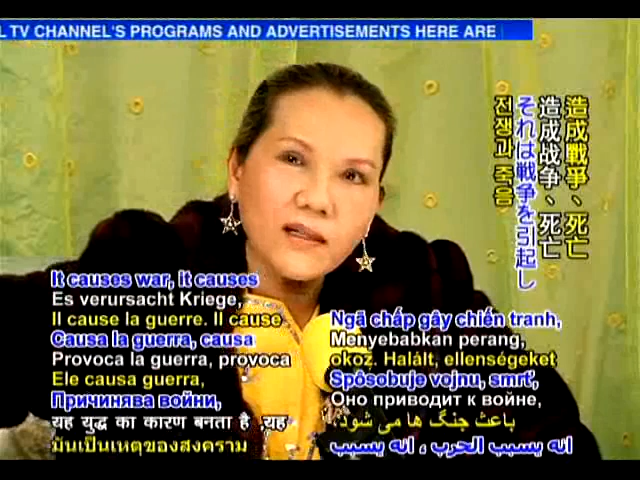 L TV CHANNEL'S PROGRAMS AND ADVERTISEMENTS HERE ARE
造成戰爭、死亡
造成战争、死亡
それは戦争を引起し
전쟁과 죽음
It causes war, it causes
Es verursacht Kriege,
Il cause la guerre. Il cause
Causa la guerra, causa
Provoca la guerra, provoca
Ele causa guerra,
Причинява войни,
यह युद्ध का कारण बनता है ,यह
มันเป็นเหตุของสงคราม
Ngã chấp gây chiến tranh,
Menyebabkan perang,
okoz. Halált, ellenségeket
Spôsobuje vojnu, smrť,
Оно приводит к войне,
باعث جنگ ها می شود،
انه يسبب الحرب ، انه يسبب